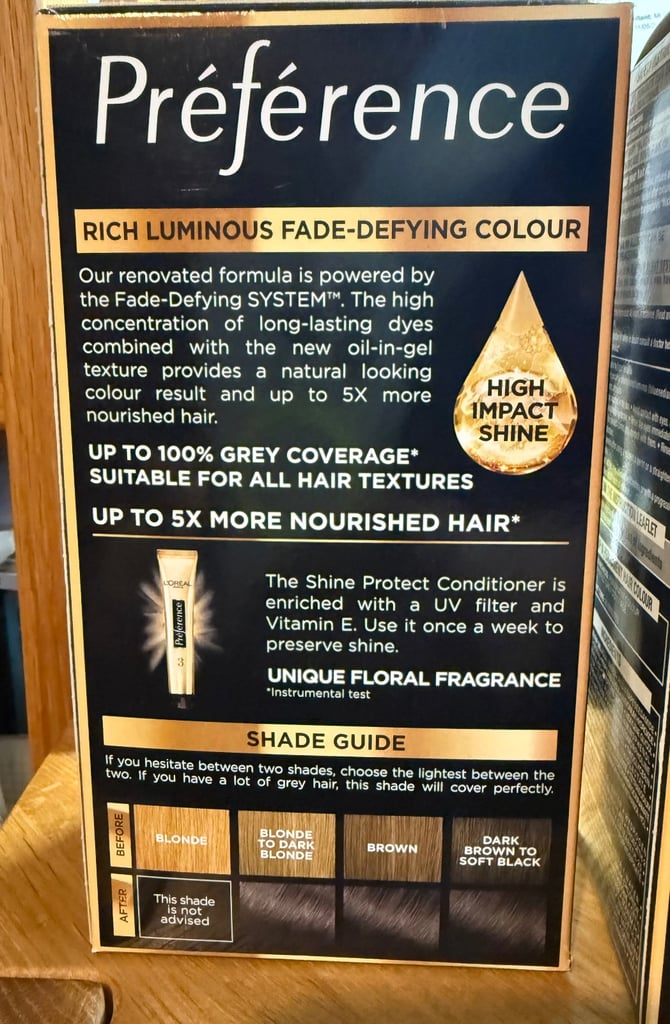 Préférence
RICH LUMINOUS FADE-DEFYING COLOUR
Our renovated formula is powered by
the Fade-Defying SYSTEM™. The high
concentration of long-lasting dyes
combined with the new oil-in-gel
texture provides a natural looking
colour result and up to 5X more
nourished hair.
HIGH
IMPACT
SHINE
UP TO 100% GREY COVERAGE*
SUITABLE FOR ALL HAIR TEXTURES
UP TO 5X MORE NOURISHED HAIR*
L'ORÉAL
Préférence
3
The Shine Protect Conditioner is
enriched with a UV filter and
Vitamin E. Use it once a week to
preserve shine.
UNIQUE FLORAL FRAGRANCE
*Instrumental test
SHADE GUIDE
If you hesitate between two shades, choose the lightest between the
two. If you have a lot of grey hair, this shade will cover perfectly.
BEFORE
BLONDE
BLONDE
TO DARK
BLONDE
BROWN
DARK
BROWN TO
SOFT BLACK
AFTER
This shade
is not
advised
LEAFLET
HAIR COLOUR